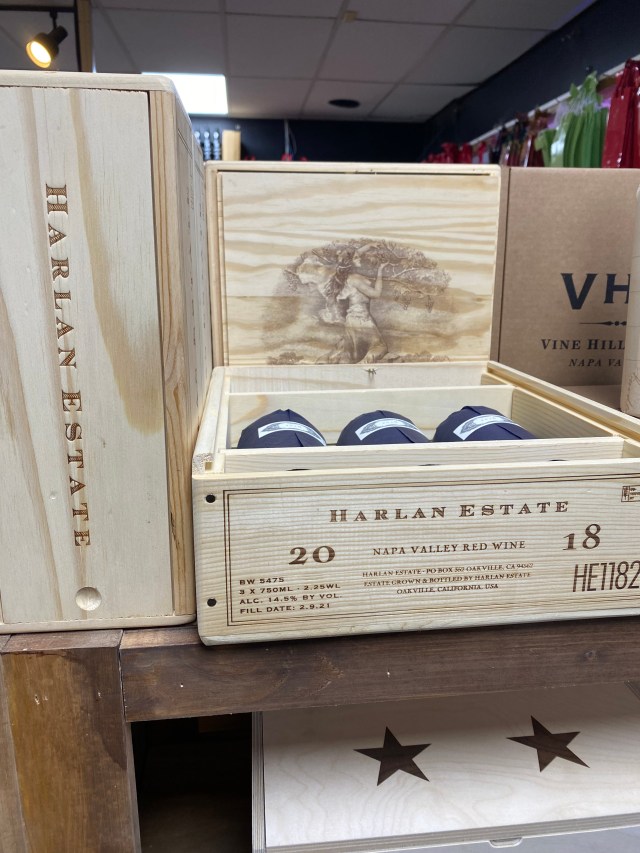 HARLAN ESTATE
VH
VINE HILL
NAPA VA
HARLAN ESTATE
20
NAPA VALLEY RED WINE
18
HARLAN ESTATE · PO BOX 369 OAKVILLE, CA 94562
ESTATE GROWN & BOTTLED BY HARLAN ESTATE
OAKVILLE, CALIFORNIA, USA
BW 5475
3 X 750ML · 2.25WL
ALC. 14.5% BY VOL
FILL DATE: 2.9.21
HE1182